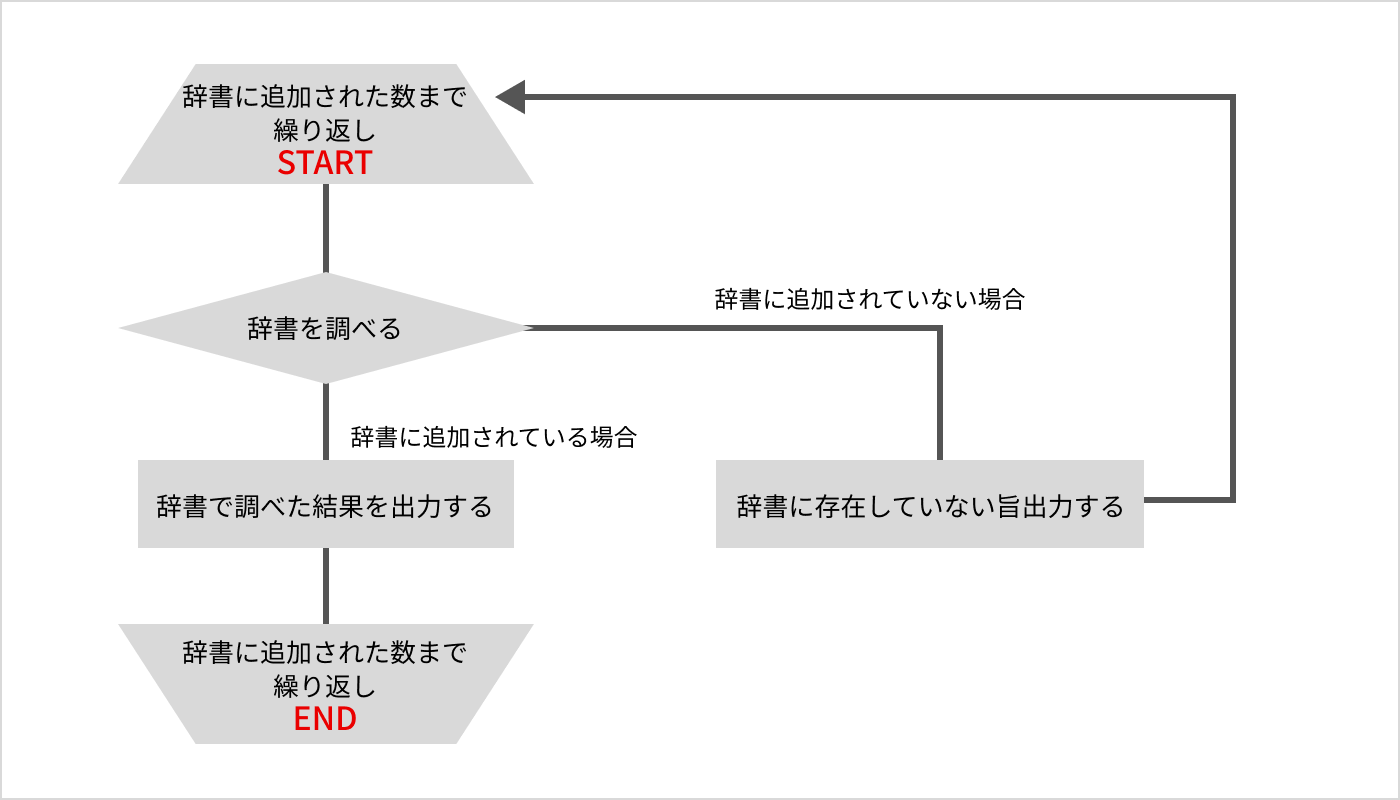 辞書に追加された数まで
繰り返し
START
辞書を調べる
辞書に追加されていない場合
辞書に追加されている場合
辞書で調べた結果を出力する
辞書に存在していない旨出力する
辞書に追加された数まで
繰り返し
END